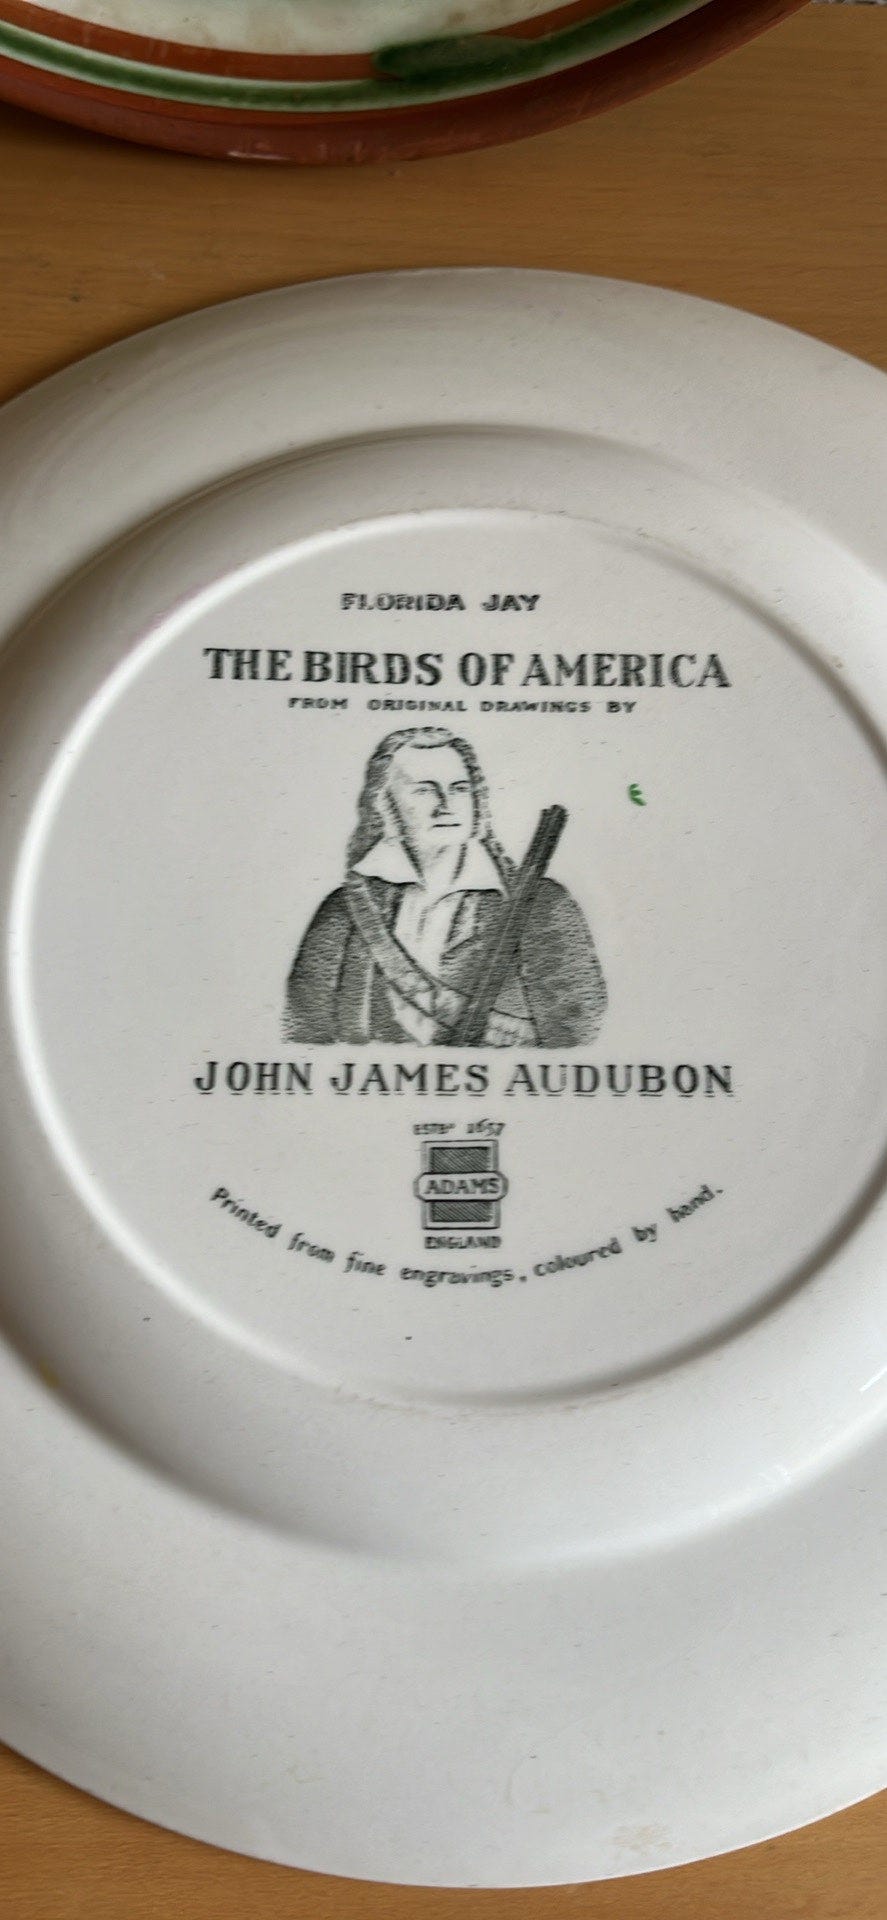 FLORIDA JAY
THE BIRDS OF AMERICA
FROM ORIGINAL DRAWINGS BY
JOHN JAMES AUDUBON
ESTBD 1657
ADAMS
ENGLAND
Printed from fine engravings, coloured by hand.